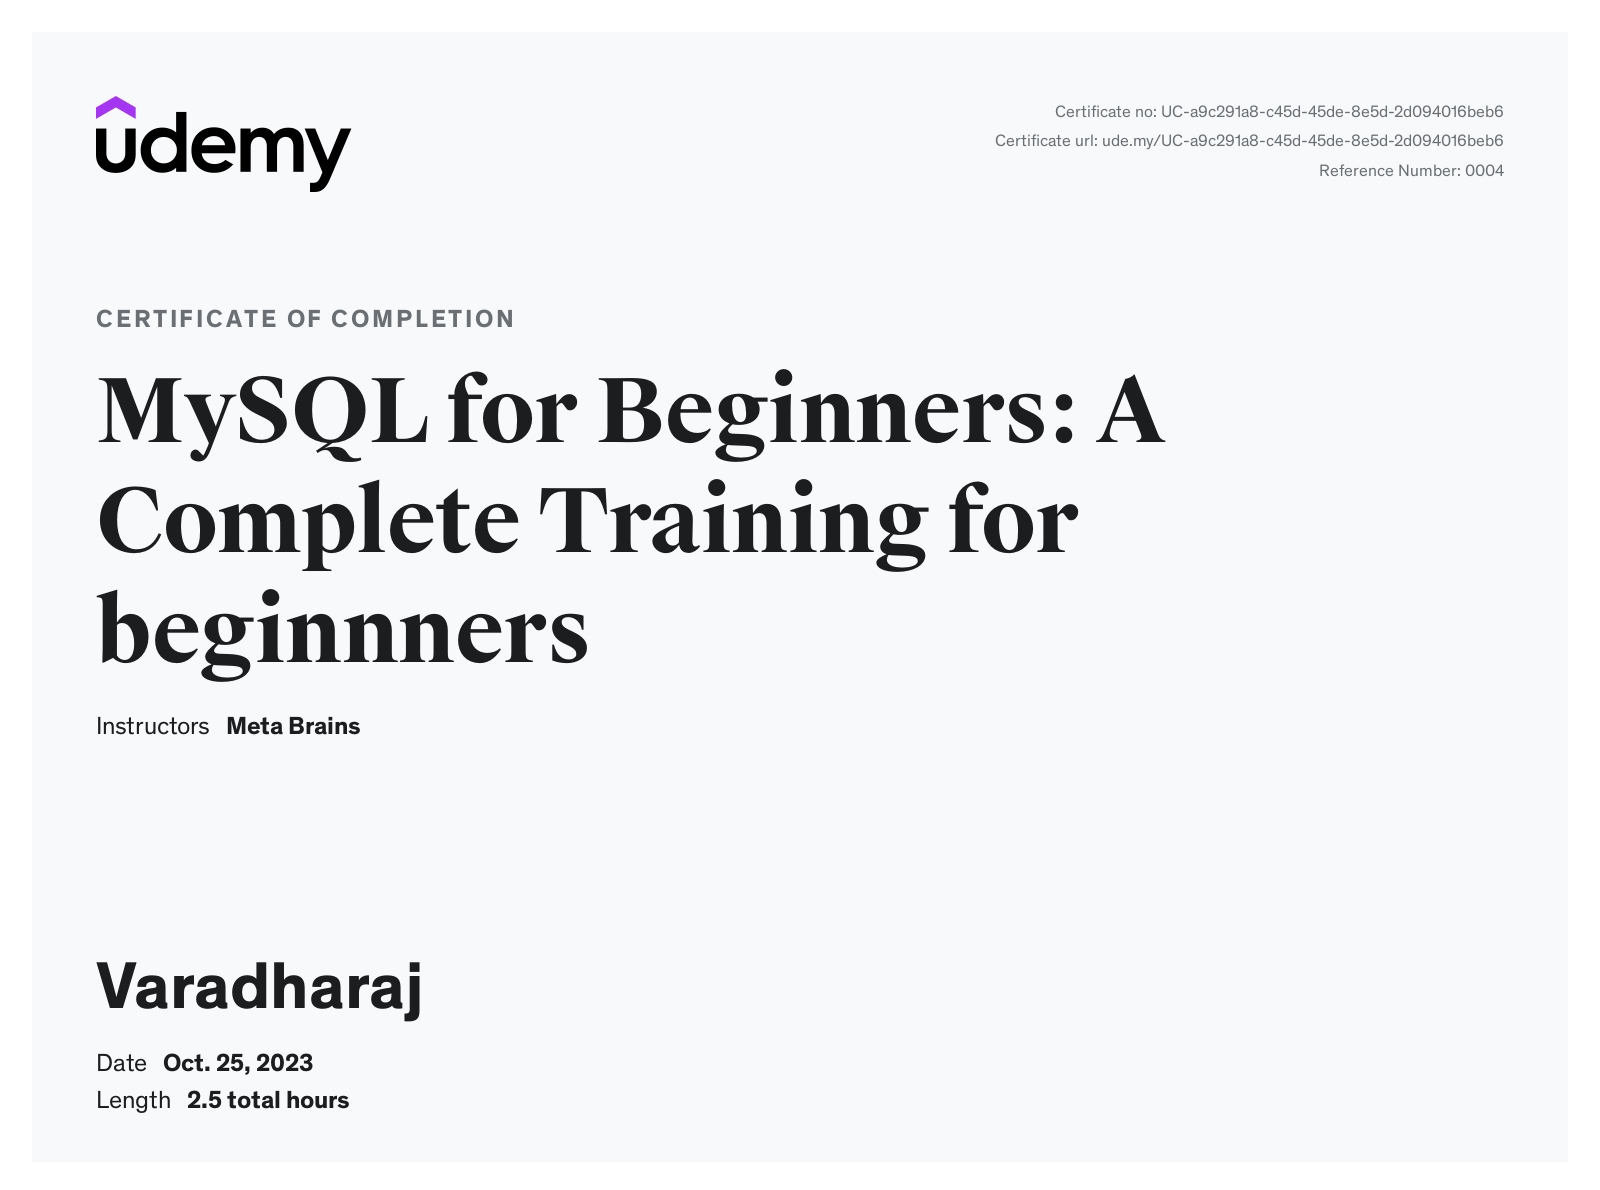 udemy
Certificate no: UC-a9c291a8-c45d-45de-8e5d-2d094016beb6
Certificate url: ude.my/UC-a9c291a8-c45d-45de-8e5d-2d094016beb6
Reference Number: 0004
CERTIFICATE OF COMPLETION
MySQL for Beginners: A
Complete Training for
beginnners
Instructors Meta Brains
Varadharaj
Date Oct. 25, 2023
Length 2.5 total hours